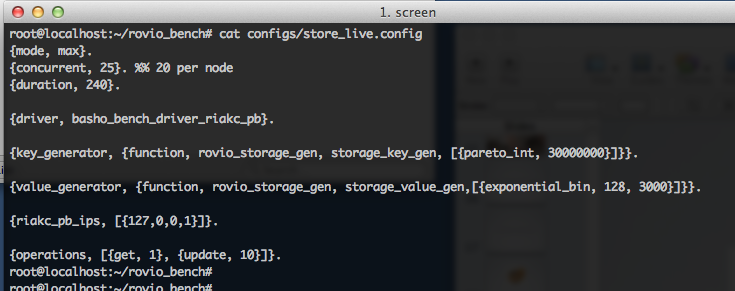 1. screen
root@localhost:~/rovio_bench# cat configs/store_live.config
{mode, max}.
{concurrent, 25}. %% 20 per node
{duration, 240}.
{driver, basho_bench_driver_riakc_pb}.
{key_generator, {function, rovio_storage_gen, storage_key_gen, [{pareto_int, 30000000}]}}.
{value_generator, {function, rovio_storage_gen, storage_value_gen,[{exponential_bin, 128, 3000}]}}.
{riakc_pb_ips, [{127,0,0,1}]}.
{operations, [{get, 1}, {update, 10}]}.
root@localhost:~/rovio_bench#
root@localhost:~/rovio_bench#